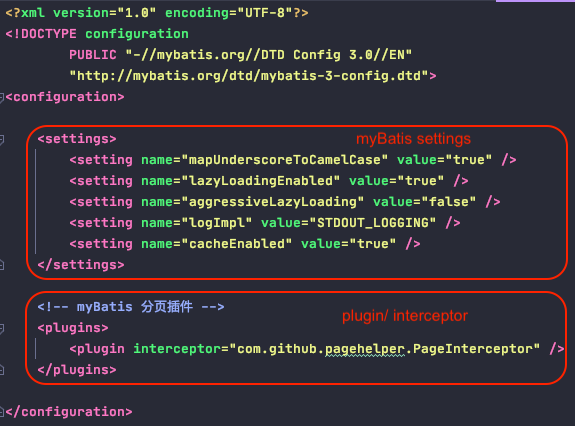 <?xml version="1.0" encoding="UTF-8"?>
<!DOCTYPE configuration
PUBLIC "-//mybatis.org//DTD Config 3.0//EN"
"http://mybatis.org/dtd/mybatis-3-config.dtd">
<configuration>
myBatis settings
<settings>
<setting name="mapUnderscoreToCamelCase" value="true" />
<setting name="lazyLoadingEnabled" value="true" />
<setting name="aggressiveLazyLoading" value="false" />
<setting name="logImpl" value="STDOUT_LOGGING" />
<setting name="cacheEnabled" value="true" />
</settings>
<!-- myBatis 分页插件 -->
plugin/ interceptor
<plugins>
<plugin interceptor="com.github.pagehelper.PageInterceptor" />
</plugins>
</configuration>